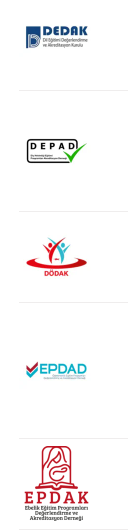 DEDAK
Dil Eğitimi Değerlendirme
ve Akreditasyon Kurulu
DEPAD
DÖDAK
EPDAD
EPDAK
Ebelik Eğitim Programları
Değerlendirme ve
Akreditasyon Derneği